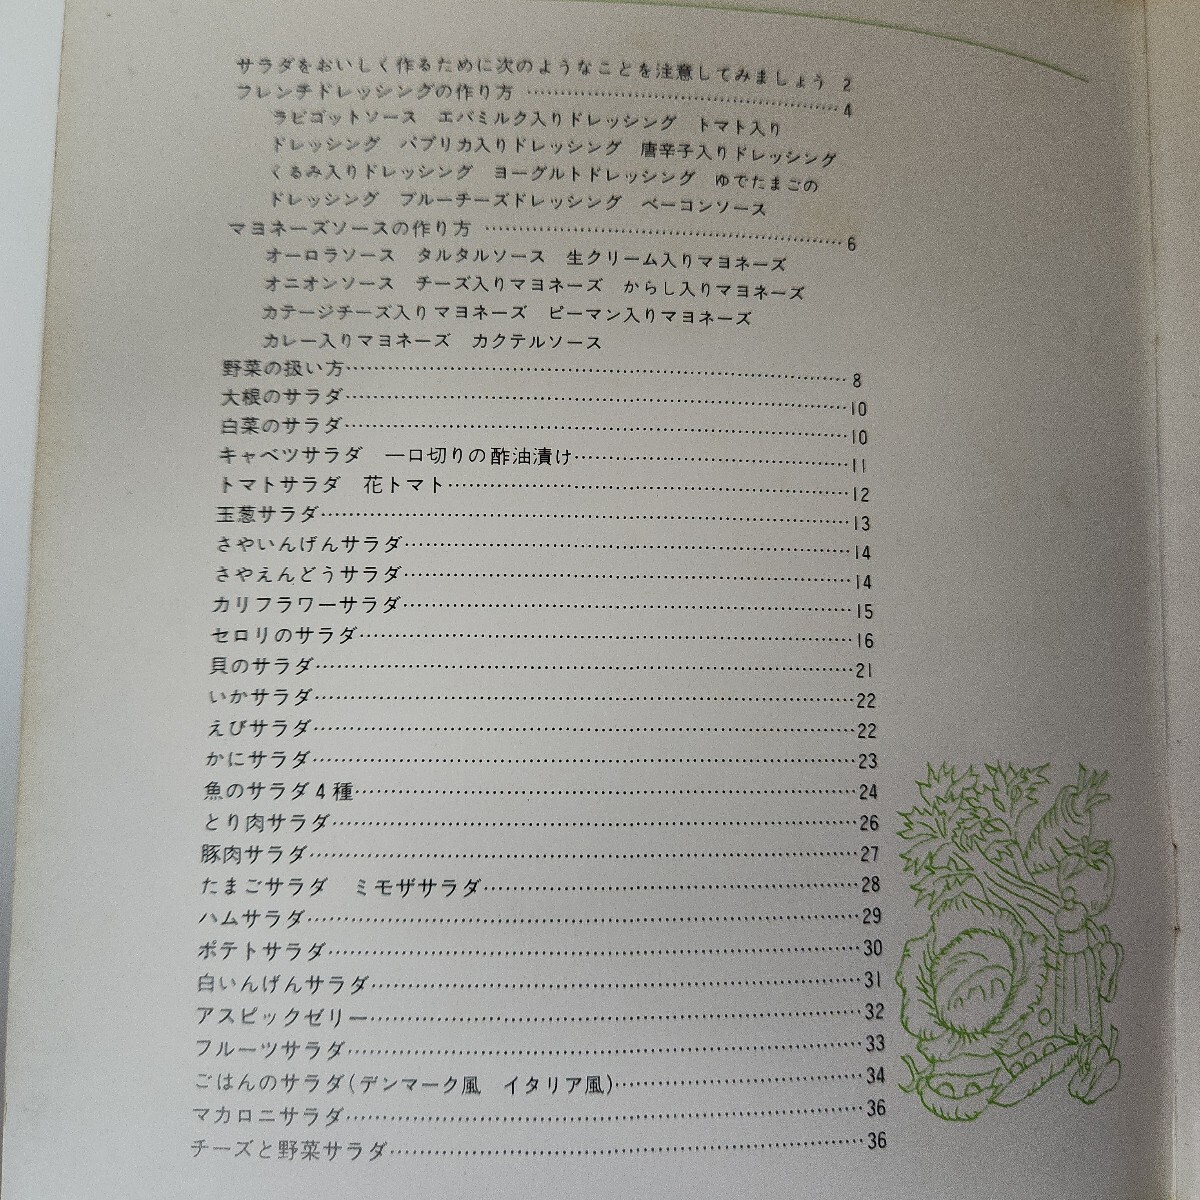 サラダをおいしく作るために次のようなことを注意してみましょう 2
フレンチドレッシングの作り方 …………………………………………… 4
ラビゴットソース エバミルク入りドレッシング トマト入り
ドレッシング パプリカ入りドレッシング 唐辛子入りドレッシング
くるみ入りドレッシング ヨーグルトドレッシング ゆでたまごの
ドレッシング ブルーチーズドレッシング ベーコンソース
マヨネーズソースの作り方 …………………………………………… 6
オーロラソース タルタルソース 生クリーム入りマヨネーズ
オニオンソース チーズ入りマヨネーズ からし入りマヨネーズ
カテージチーズ入りマヨネーズ ピーマン入りマヨネーズ
カレー入りマヨネーズ カクテルソース
野菜の扱い方…………………………………………… 8
大根のサラダ…………………………………………… 10
白菜のサラダ…………………………………………… 10
キャベツサラダ 一口切りの酢油漬け…………………………… 11
トマトサラダ 花トマト…………………………………… 12
玉葱サラダ…………………………………………… 13
さやいんげんサラダ…………………………………………… 14
さやえんどうサラダ…………………………………………… 14
カリフラワーサラダ…………………………………………… 15
セロリのサラダ…………………………………………… 16
貝のサラダ…………………………………………… 21
いかサラダ…………………………………………… 22
えびサラダ…………………………………………… 22
かにサラダ…………………………………………… 23
魚のサラダ4種…………………………………………… 24
とり肉サラダ…………………………………………… 26
豚肉サラダ…………………………………………… 27
たまごサラダ ミモザサラダ…………………………………… 28
ハムサラダ…………………………………………… 29
ポテトサラダ…………………………………………… 30
白いんげんサラダ…………………………………………… 31
アスピックゼリー…………………………………………… 32
フルーツサラダ…………………………………………… 33
ごはんのサラダ(デンマーク風 イタリア風)……………………… 34
マカロニサラダ…………………………………………… 36
チーズと野菜サラダ…………………………………………… 36